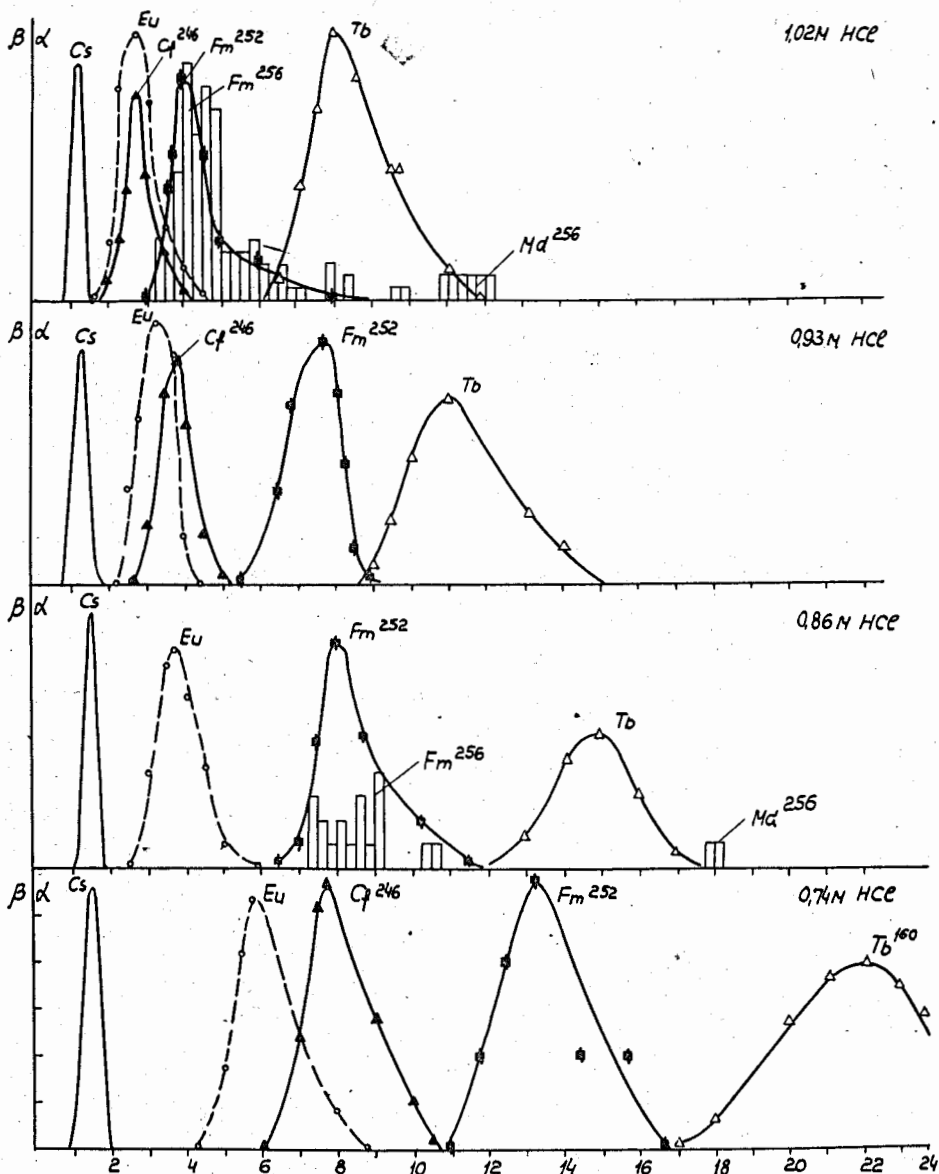 β α Cs Eu Cf²⁴⁶ Fm²⁵² Fm²⁵⁶ Tb Md²⁵⁶ 1,02M HCl
β α Cs Eu Cf²⁴⁶ Fm²⁵² Tb 0,93M HCl
β α Cs Eu Fm²⁵² Fm²⁵⁶ Tb Md²⁵⁶ 0,86M HCl
β α Cs Eu Cf²⁴⁶ Fm²⁵² 0,74M HCl Tb¹⁶⁰
2 4 6 8 10 12 14 16 18 20 22 24